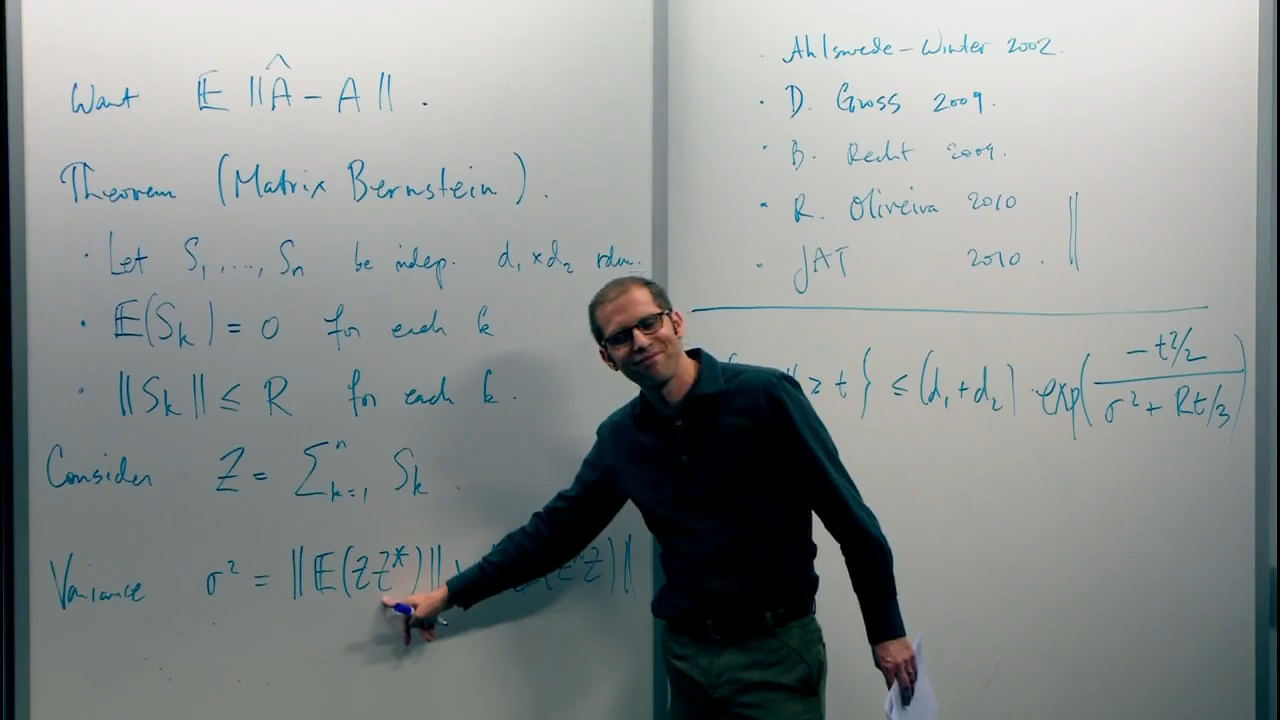 Want 𝔼 ‖Â − A‖ .
Theorem (Matrix Bernstein) .
· Let S₁, ..., Sₙ be indep. d₁ × d₂ rdm.
· 𝔼(Sₖ) = 0 for each k
· ‖Sₖ‖ ≤ R for each k .
Consider Z = Σⁿₖ₌₁ Sₖ .
Variance σ² = ‖𝔼(ZZ*)‖ ∨ Z)‖
· Ahlswede – Winter 2002 .
· D. Gross 2009 .
· B. Recht 2009 .
· R. Oliveira 2010
· JAT 2010 .
‖ ≥ t } ≤ (d₁ + d₂) · exp( −t²/2 / σ² + Rt/3 )